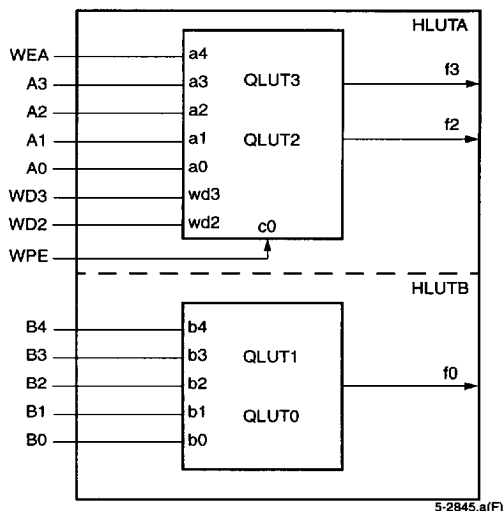 HLUTA
WEA a4
A3 a3 QLUT3 f3
A2 a2
A1 a1 QLUT2 f2
A0 a0
WD3 wd3
WD2 wd2
c0
WPE
HLUTB
B4 b4
B3 b3 QLUT1
B2 b2 f0
B1 b1 QLUT0
B0 b0
5-2845.a(F)